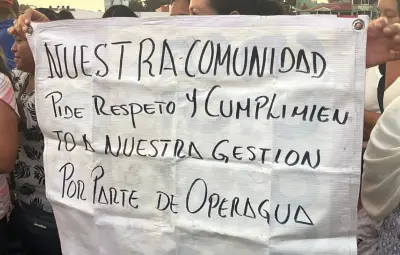 NUESTRA COMUNIDAD
PIDE RESPETO Y CUMPLIMIEN
TO A NUESTRA GESTION
POR PARTE DE OPERAGUA